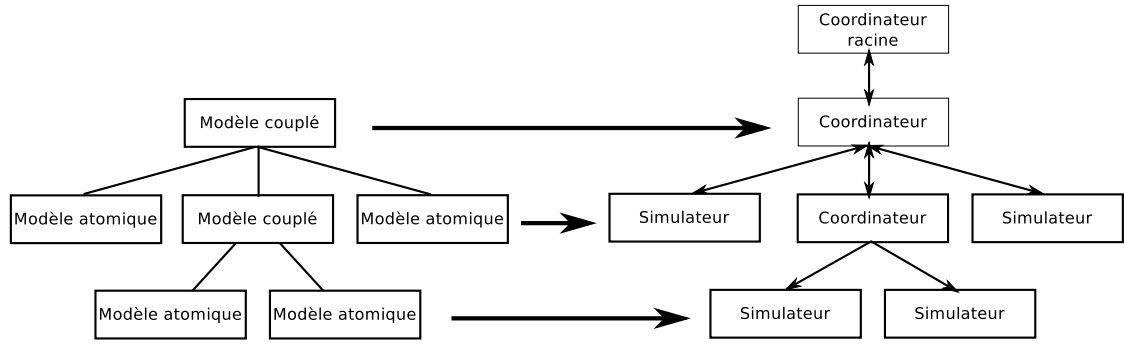 Coordinateur
racine
Modèle couplé
Coordinateur
Modèle atomique
Modèle couplé
Modèle atomique
Simulateur
Coordinateur
Simulateur
Modèle atomique
Modèle atomique
Simulateur
Simulateur